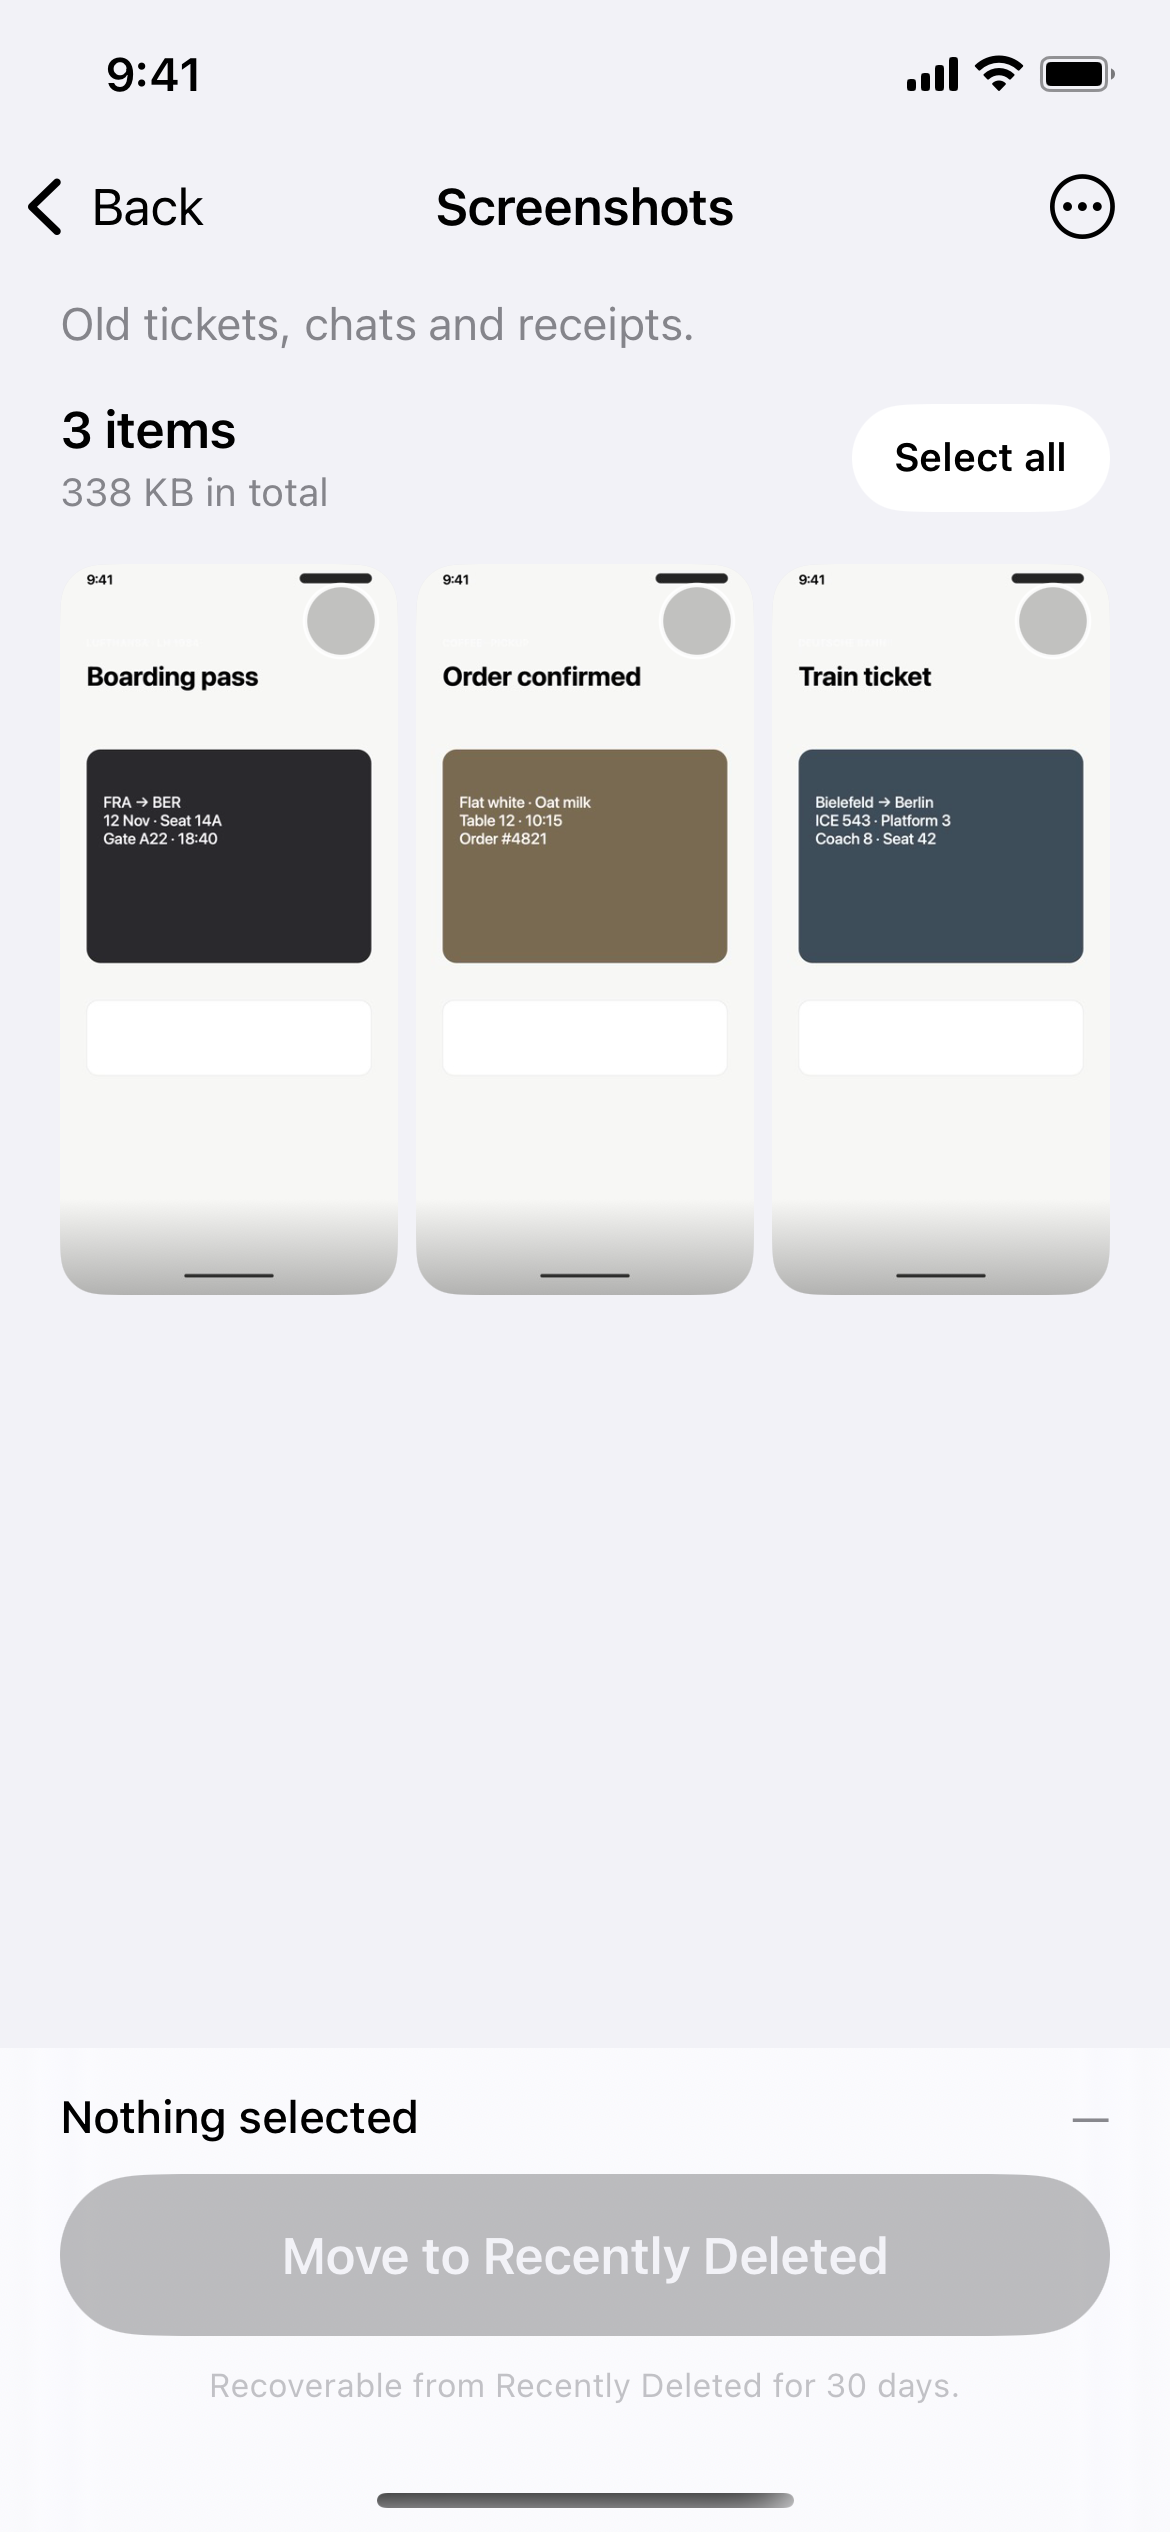 9:41
Back
Screenshots
Old tickets, chats and receipts.
3 items
338 KB in total
Select all
9:41
Boarding pass
FRA → BER
12 Nov · Seat 14A
Gate A22 · 18:40
9:41
Order confirmed
Flat white · Oat milk
Table 12 · 10:15
Order #4821
9:41
Train ticket
Bielefeld → Berlin
ICE 543 · Platform 3
Coach 8 · Seat 42
Nothing selected
—
Move to Recently Deleted
Recoverable from Recently Deleted for 30 days.